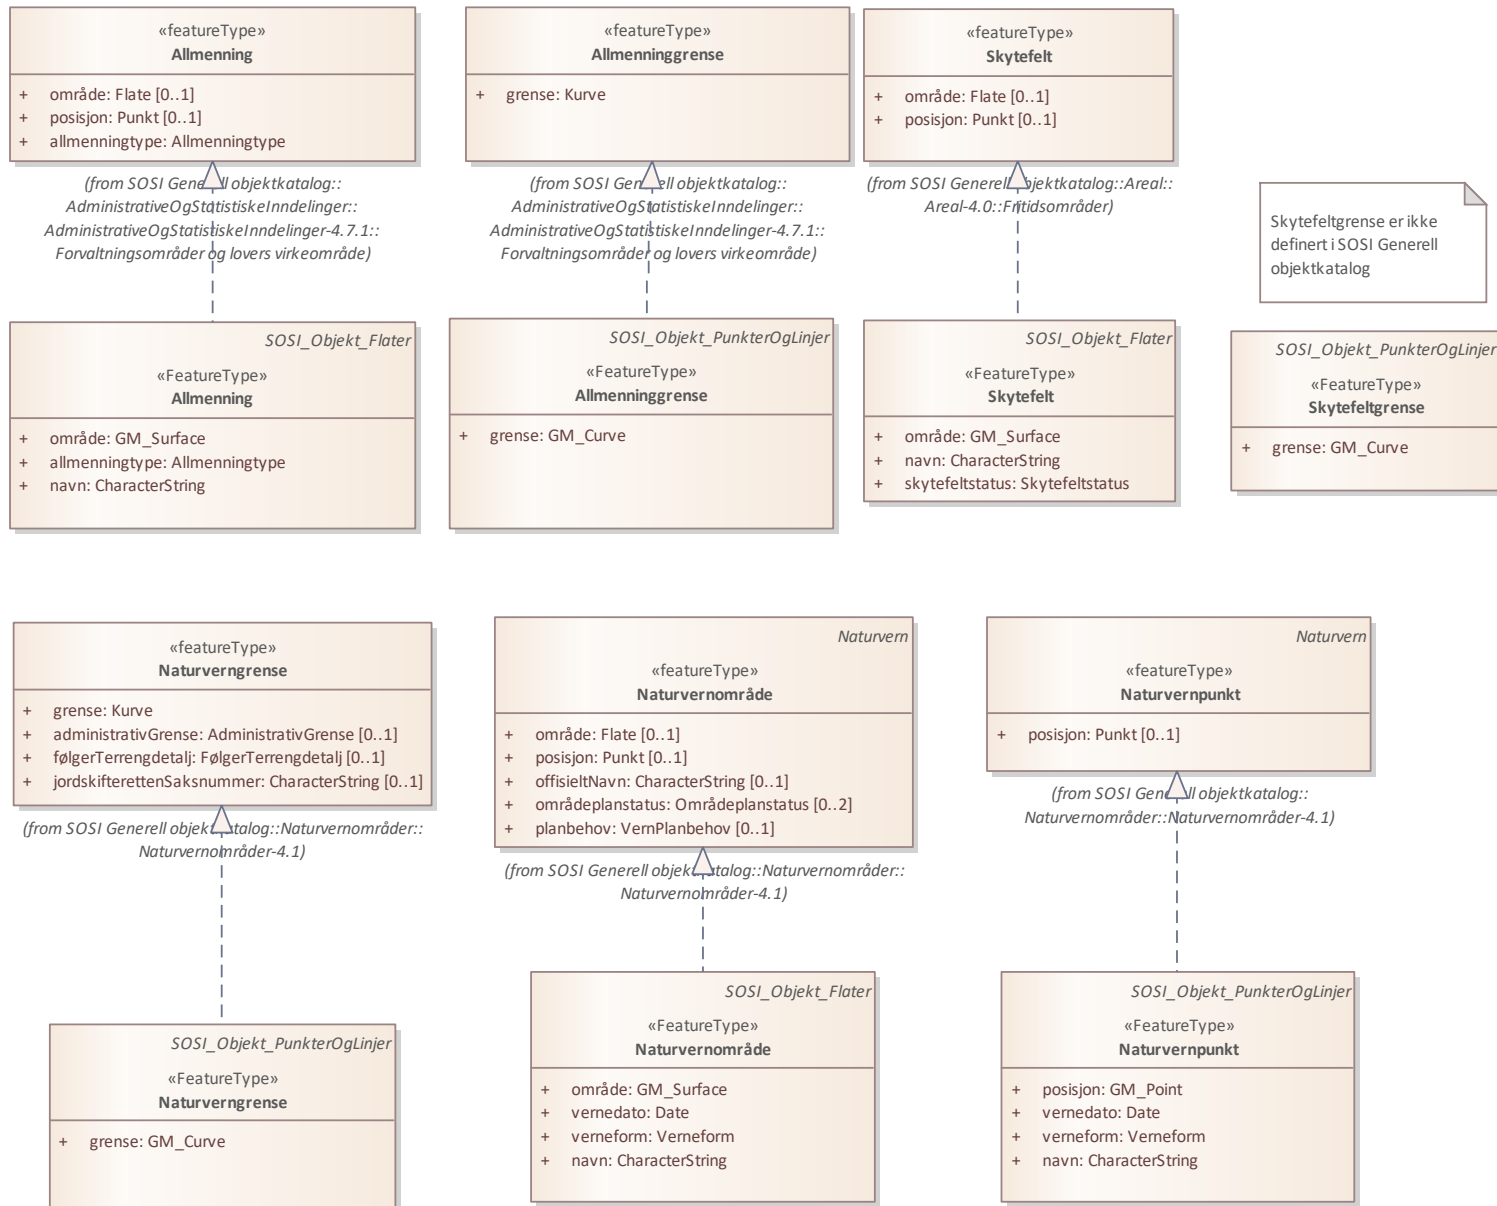 «featureType»
Allmenning
+ område: Flate [0..1]
+ posisjon: Punkt [0..1]
+ allmenningtype: Allmenningtype
(from SOSI Generell objektkatalog::
AdministrativeOgStatistiskeInndelinger::
AdministrativeOgStatistiskeInndelinger-4.7.1::
Forvaltningsområder og lovers virkeområde)
«featureType»
Allmenninggrense
+ grense: Kurve
(from SOSI Generell objektkatalog::
AdministrativeOgStatistiskeInndelinger::
AdministrativeOgStatistiskeInndelinger-4.7.1::
Forvaltningsområder og lovers virkeområde)
«featureType»
Skytefelt
+ område: Flate [0..1]
+ posisjon: Punkt [0..1]
(from SOSI Generell objektkatalog::Areal::
Areal-4.0::Fritidsområder)
Skytefeltgrense er ikke
definert i SOSI Generell
objektkatalog
SOSI_Objekt_Flater
«FeatureType»
Allmenning
+ område: GM_Surface
+ allmenningtype: Allmenningtype
+ navn: CharacterString
SOSI_Objekt_PunkterOgLinjer
«FeatureType»
Allmenninggrense
+ grense: GM_Curve
SOSI_Objekt_Flater
«FeatureType»
Skytefelt
+ område: GM_Surface
+ navn: CharacterString
+ skytefeltstatus: Skytefeltstatus
SOSI_Objekt_PunkterOgLinjer
«FeatureType»
Skytefeltgrense
+ grense: GM_Curve
«featureType»
Naturverngrense
+ grense: Kurve
+ administrativGrense: AdministrativGrense [0..1]
+ følgerTerrengdetalj: FølgerTerrengdetalj [0..1]
+ jordskifterettenSaksnummer: CharacterString [0..1]
(from SOSI Generell objektkatalog::Naturvernområder::
Naturvernområder-4.1)
Naturvern
«featureType»
Naturvernområde
+ område: Flate [0..1]
+ posisjon: Punkt [0..1]
+ offisieltNavn: CharacterString [0..1]
+ områdeplanstatus: Områdeplanstatus [0..2]
+ planbehov: VernPlanbehov [0..1]
(from SOSI Generell objektkatalog::Naturvernområder::
Naturvernområder-4.1)
Naturvern
«featureType»
Naturvernpunkt
+ posisjon: Punkt [0..1]
(from SOSI Generell objektkatalog::
Naturvernområder::Naturvernområder-4.1)
SOSI_Objekt_PunkterOgLinjer
«FeatureType»
Naturverngrense
+ grense: GM_Curve
SOSI_Objekt_Flater
«FeatureType»
Naturvernområde
+ område: GM_Surface
+ vernedato: Date
+ verneform: Verneform
+ navn: CharacterString
SOSI_Objekt_PunkterOgLinjer
«FeatureType»
Naturvernpunkt
+ posisjon: GM_Point
+ vernedato: Date
+ verneform: Verneform
+ navn: CharacterString